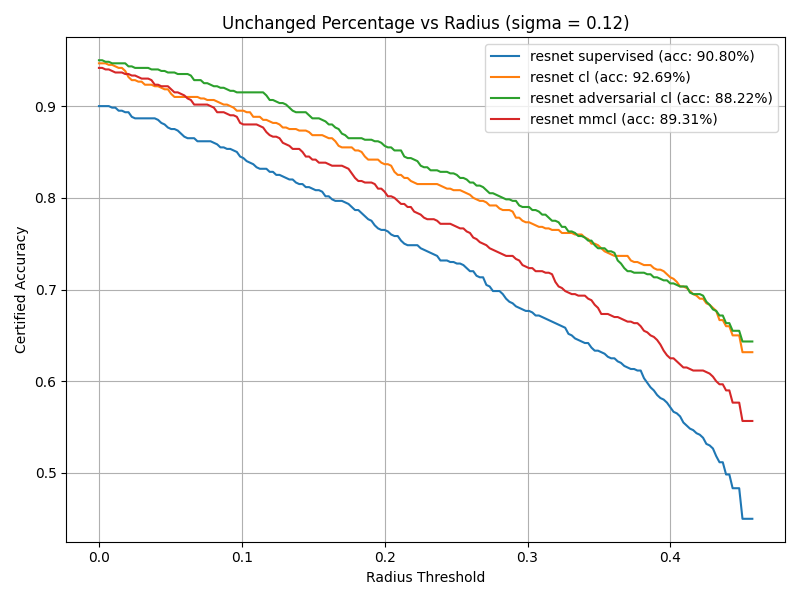 Unchanged Percentage vs Radius (sigma = 0.12)
resnet supervised (acc: 90.80%)
resnet cl (acc: 92.69%)
resnet adversarial cl (acc: 88.22%)
resnet mmcl (acc: 89.31%)
Certified Accuracy
0.9
0.8
0.7
0.6
0.5
0.0 0.1 0.2 0.3 0.4
Radius Threshold